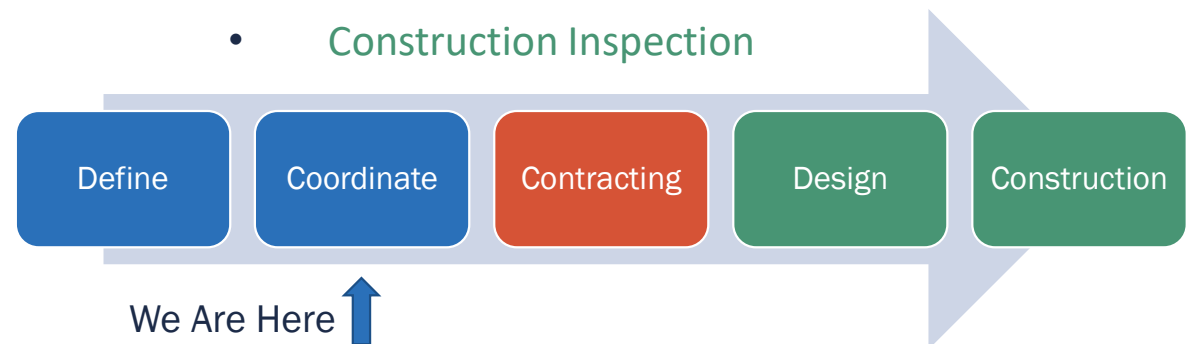 • Construction Inspection
Define Coordinate Contracting Design Construction
We Are Here